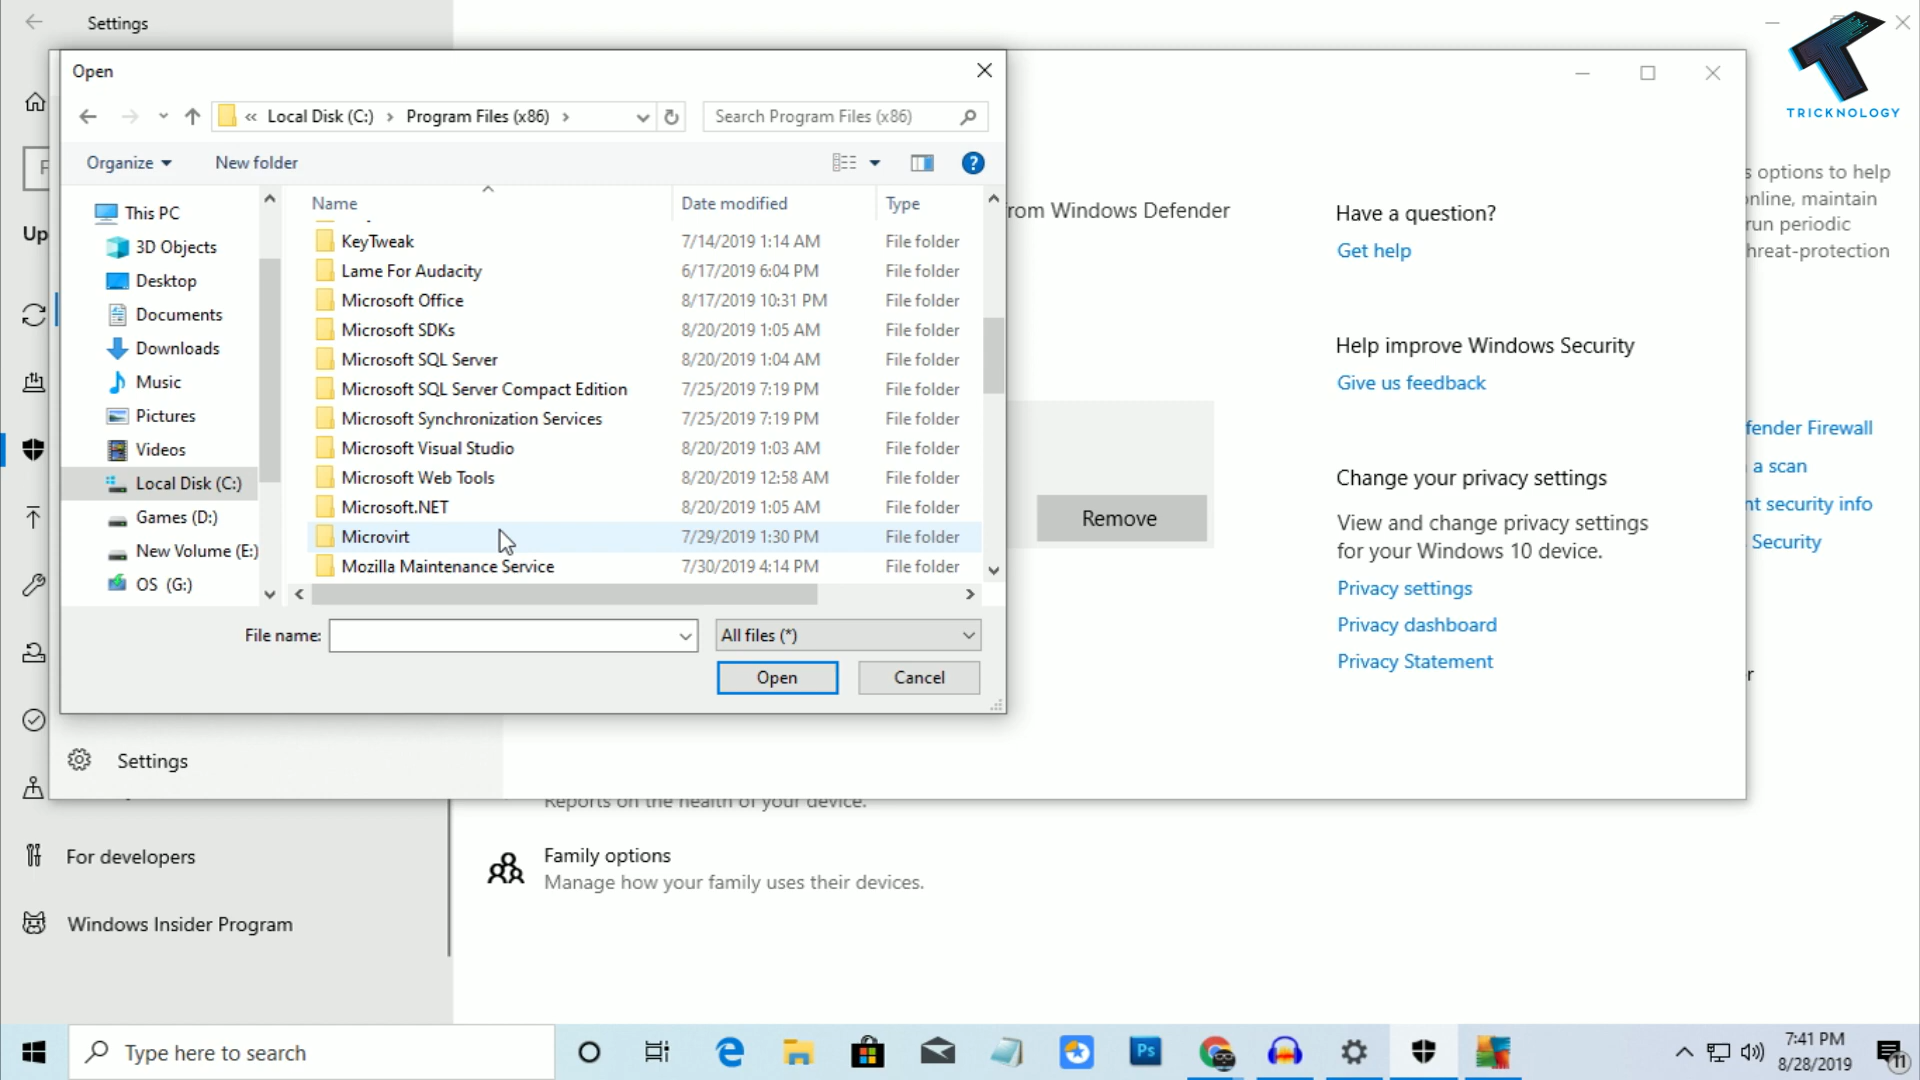 Settings
TRICKNOLOGY
Open
« Local Disk (C:) › Program Files (x86) ›
Search Program Files (x86)
Organize
New folder
?
Name
Date modified
Type
This PC
3D Objects
Desktop
Documents
Downloads
Music
Pictures
Videos
Local Disk (C:)
Games (D:)
New Volume (E:)
OS (G:)
KeyTweak 7/14/2019 1:14 AM File folder
Lame For Audacity 6/17/2019 6:04 PM File folder
Microsoft Office 8/17/2019 10:31 PM File folder
Microsoft SDKs 8/20/2019 1:05 AM File folder
Microsoft SQL Server 8/20/2019 1:04 AM File folder
Microsoft SQL Server Compact Edition 7/25/2019 7:19 PM File folder
Microsoft Synchronization Services 7/25/2019 7:19 PM File folder
Microsoft Visual Studio 8/20/2019 1:03 AM File folder
Microsoft Web Tools 8/20/2019 12:58 AM File folder
Microsoft.NET 8/20/2019 1:05 AM File folder
Microvirt 7/29/2019 1:30 PM File folder
Mozilla Maintenance Service 7/30/2019 4:14 PM File folder
File name:
All files (*)
Open
Cancel
Up
rom Windows Defender
Remove
Have a question?
Get help
Help improve Windows Security
Give us feedback
Change your privacy settings
View and change privacy settings
for your Windows 10 device.
Privacy settings
Privacy dashboard
Privacy Statement
s options to help
nline, maintain
run periodic
hreat-protection
fender Firewall
a scan
nt security info
Security
r
Settings
Reports on the health of your device.
Family options
Manage how your family uses their devices.
For developers
Windows Insider Program
Type here to search
Ps
7:41 PM
8/28/2019
11